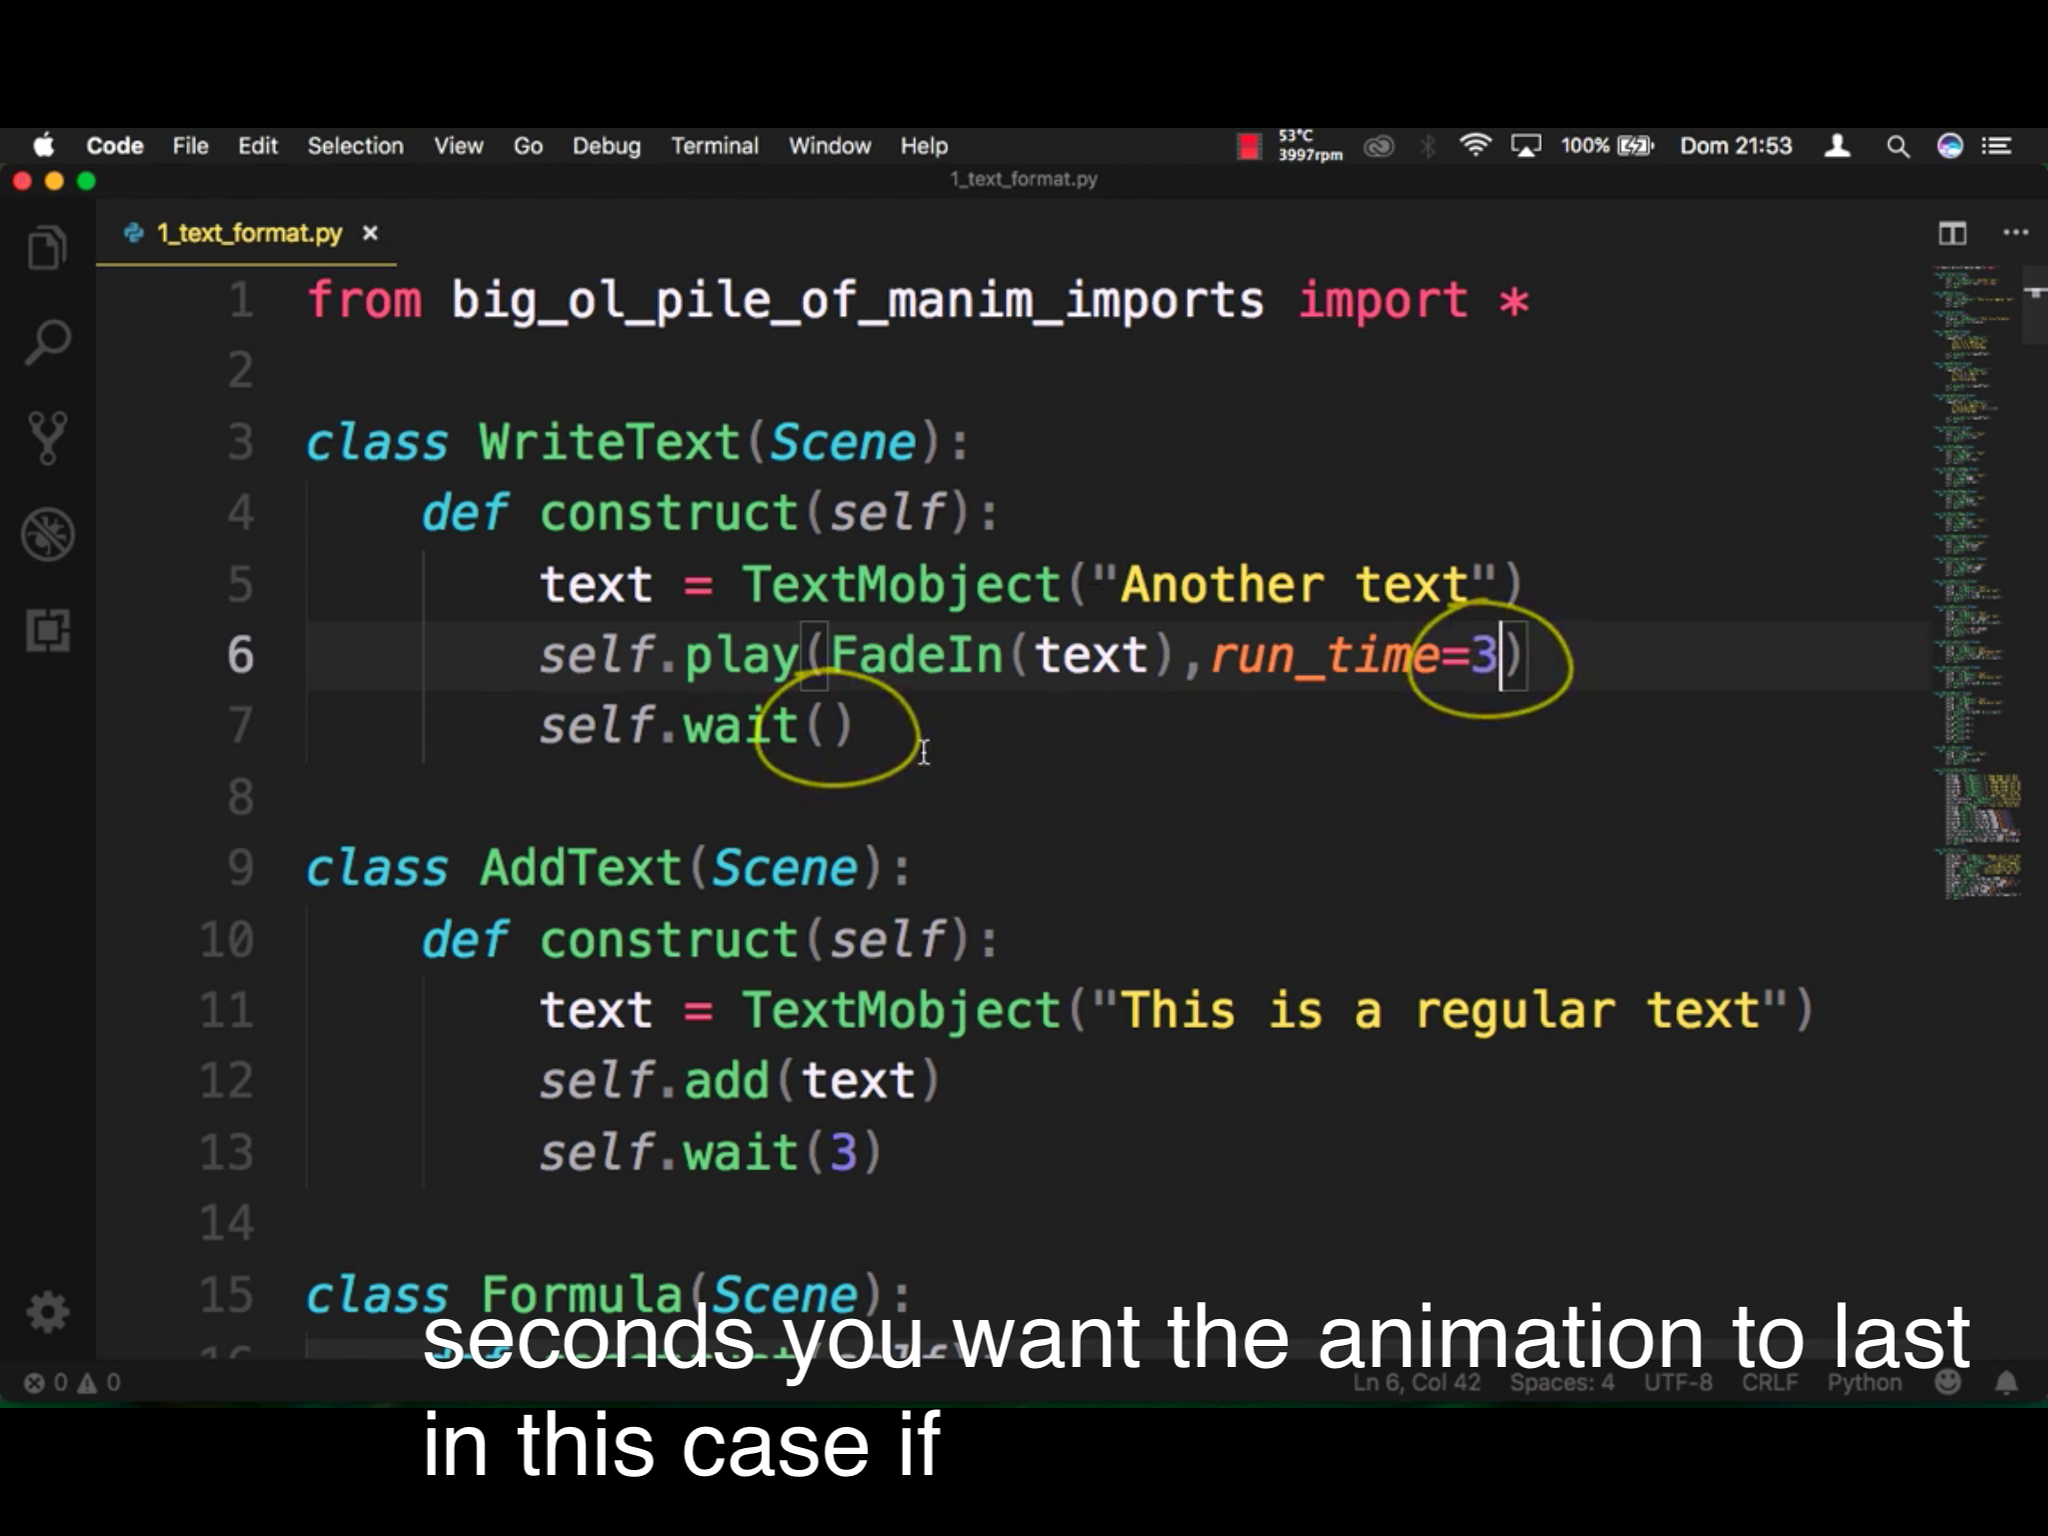 Code File Edit Selection View Go Debug Terminal Window Help 53°C 3997rpm 100% Dom 21:53
1_text_format.py
1_text_format.py ×
1 from big_ol_pile_of_manim_imports import *
2
3 class WriteText(Scene):
4 def construct(self):
5 text = TextMobject("Another text")
6 self.play(FadeIn(text),run_time=3)
7 self.wait()
8
9 class AddText(Scene):
10 def construct(self):
11 text = TextMobject("This is a regular text")
12 self.add(text)
13 self.wait(3)
14
15 class Formula(Scene):
seconds you want the animation to last
0 0 Ln 6, Col 42 Spaces: 4 UTF-8 CRLF Python
in this case if